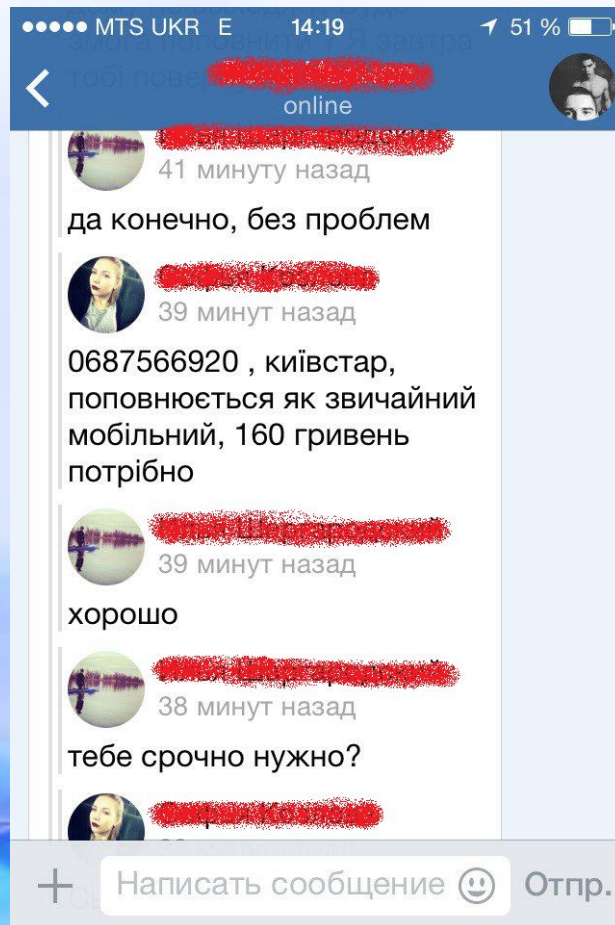 MTS UKR E 14:19 51 %
online
41 минуту назад
да конечно, без проблем
39 минут назад
0687566920 , київстар,
поповнюється як звичайний
мобільний, 160 гривень
потрібно
39 минут назад
хорошо
38 минут назад
тебе срочно нужно?
Написать сообщение Отпр.